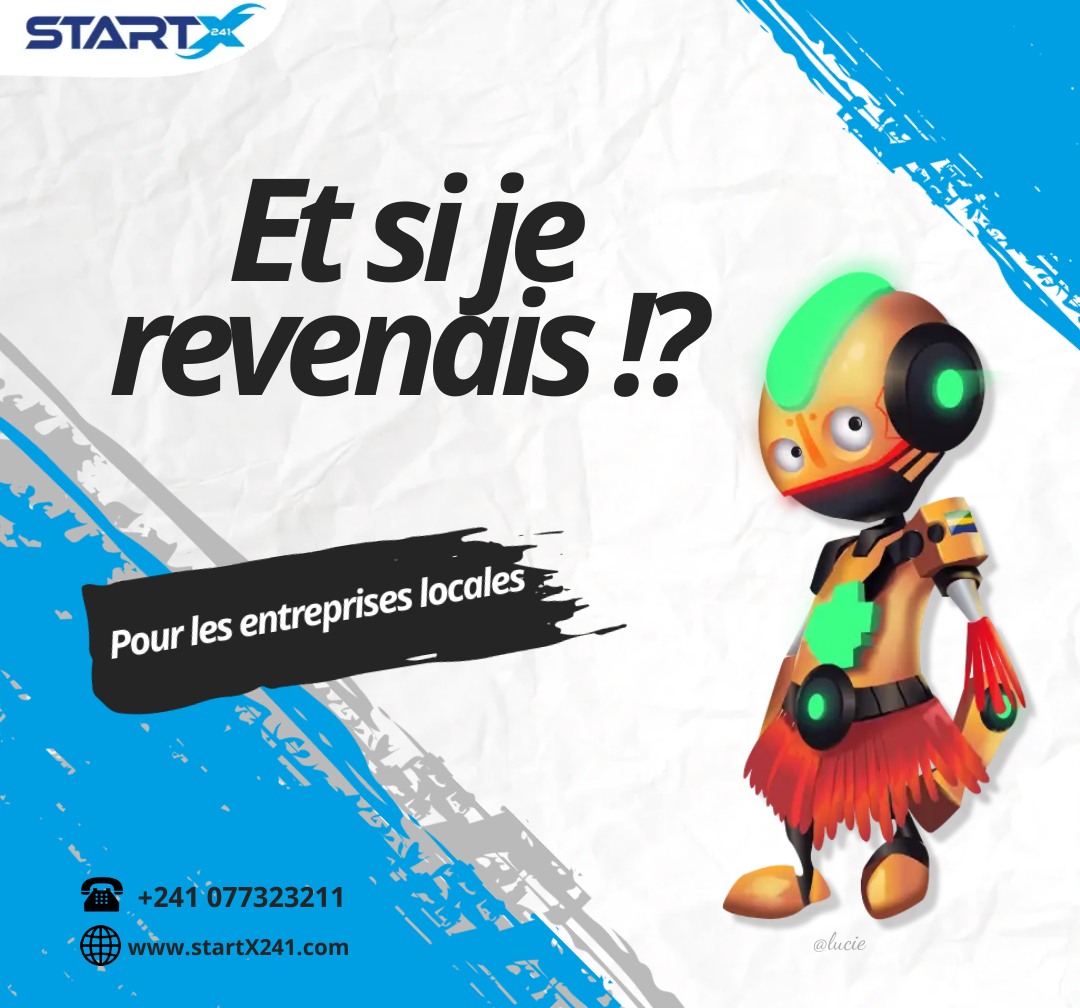 STARTX 241
Et si je
revenais !?
Pour les entreprises locales
+241 077323211
www.startX241.com
@lucie